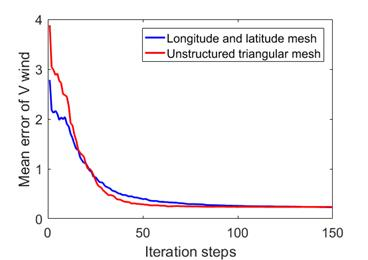 4
3
2
1
0
Mean error of V wind
Longitude and latitude mesh
Unstructured triangular mesh
0 50 100 150
Iteration steps